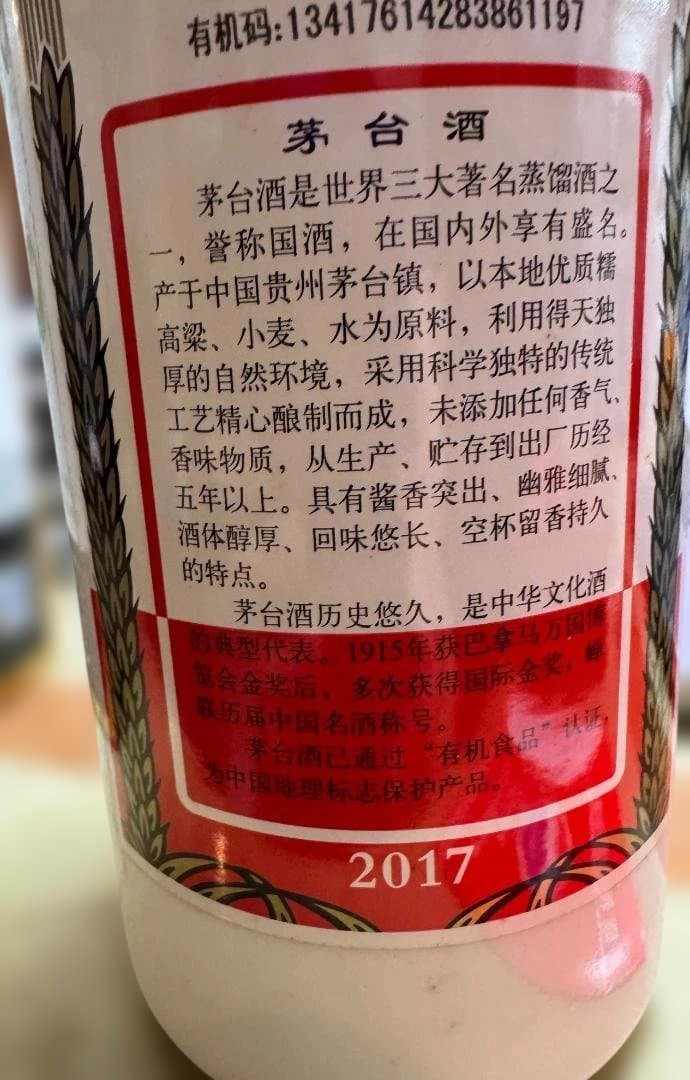 有机码:13417614283861197
茅台酒
茅台酒是世界三大著名蒸馏酒之
一，誉称国酒，在国内外享有盛名。
产于中国贵州茅台镇，以本地优质糯
高粱、小麦、水为原料，利用得天独
厚的自然环境，采用科学独特的传统
工艺精心酿制而成，未添加任何香气、
香味物质，从生产、贮存到出厂历经
五年以上。具有酱香突出、幽雅细腻、
酒体醇厚、回味悠长、空杯留香持久
的特点。
茅台酒历史悠久，是中华文化酒
的典型代表。1915年获巴拿马万国博
览会金奖后，多次获得国际金奖，蝉
联历届中国名酒称号。
茅台酒已通过“有机食品”认证，
为中国地理标志保护产品。
2017